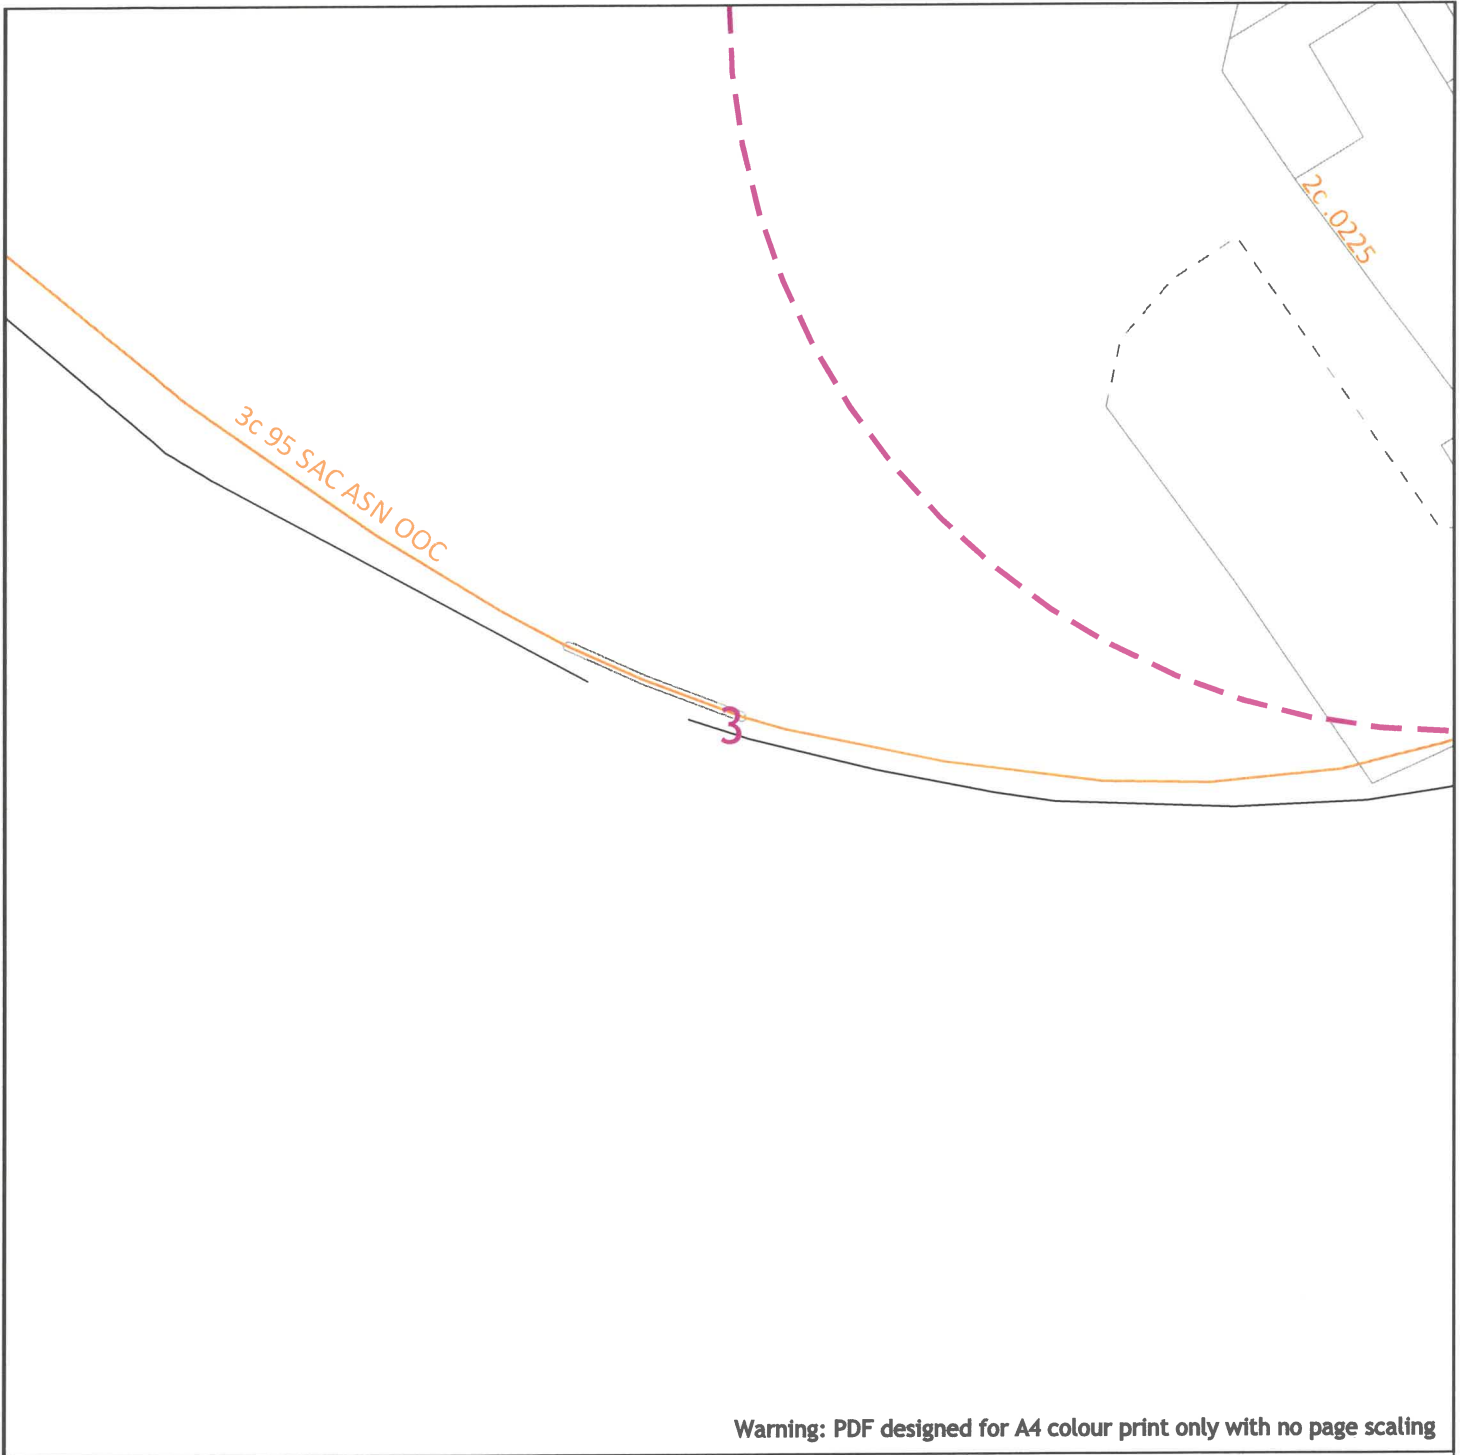 2c .0225
3c 95 SAC ASN OOC
3
Warning: PDF designed for A4 colour print only with no page scaling